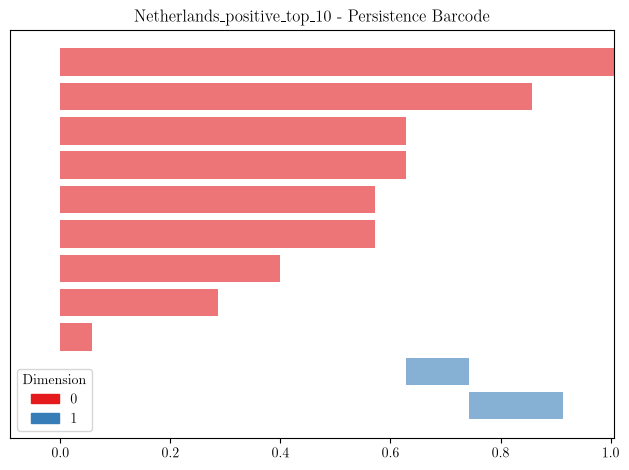 Netherlands_positive_top_10 - Persistence Barcode
Dimension
0
1
0.0 0.2 0.4 0.6 0.8 1.0